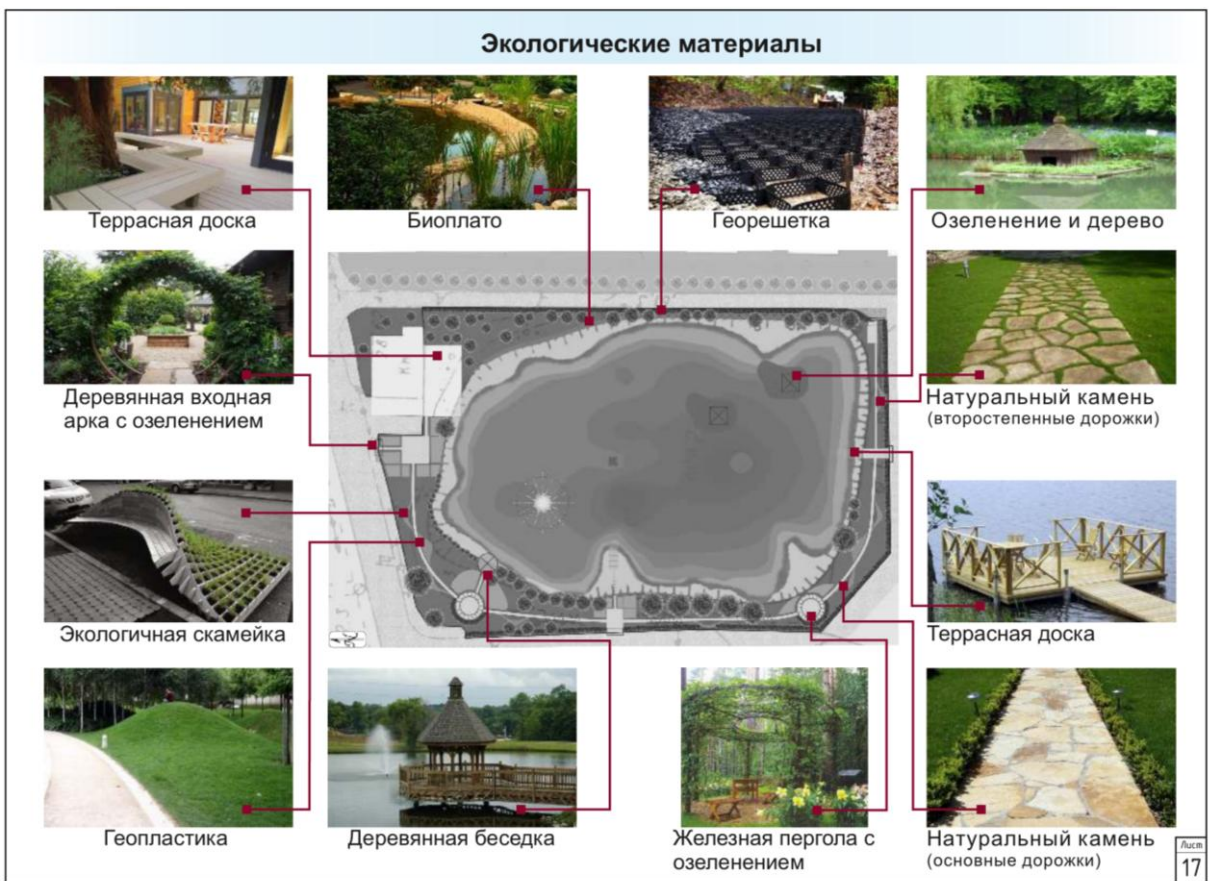 Экологические материалы
Террасная доска
Биоплато
Георешетка
Озеленение и дерево
Деревянная входная
арка с озеленением
Натуральный камень
(второстепенные дорожки)
Экологичная скамейка
Террасная доска
Геопластика
Деревянная беседка
Железная пергола с
озеленением
Натуральный камень
(основные дорожки)
Лист
17